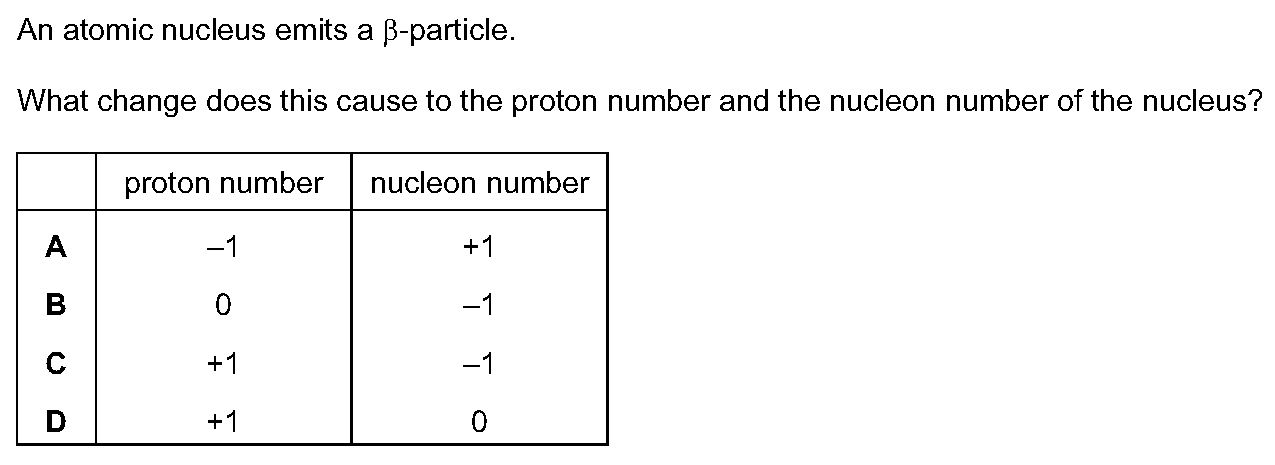 An atomic nucleus emits a β-particle.
What change does this cause to the proton number and the nucleon number of the nucleus?
proton number nucleon number
A –1 +1
B 0 –1
C +1 –1
D +1 0